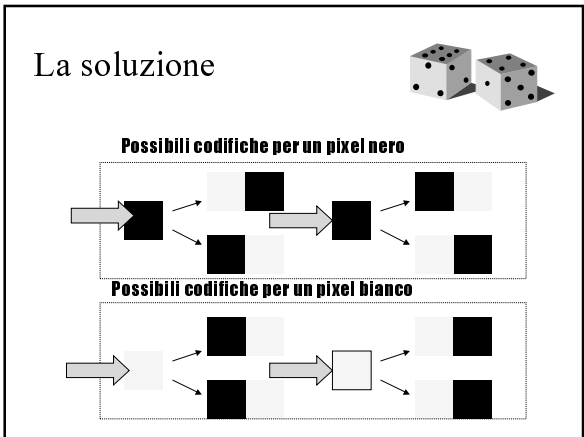 La soluzione
Possibili codifiche per un pixel nero
Possibili codifiche per un pixel bianco